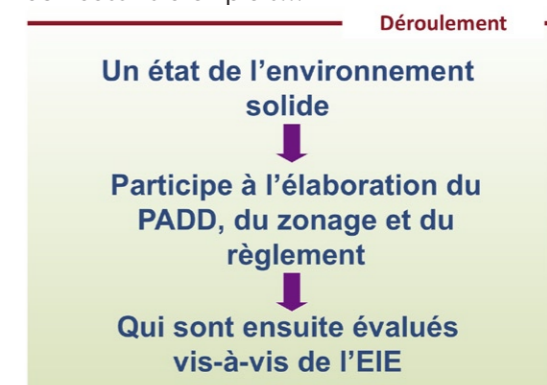 Déroulement
Un état de l'environnement
solide
Participe à l'élaboration du
PADD, du zonage et du
règlement
Qui sont ensuite évalués
vis-à-vis de l'EIE